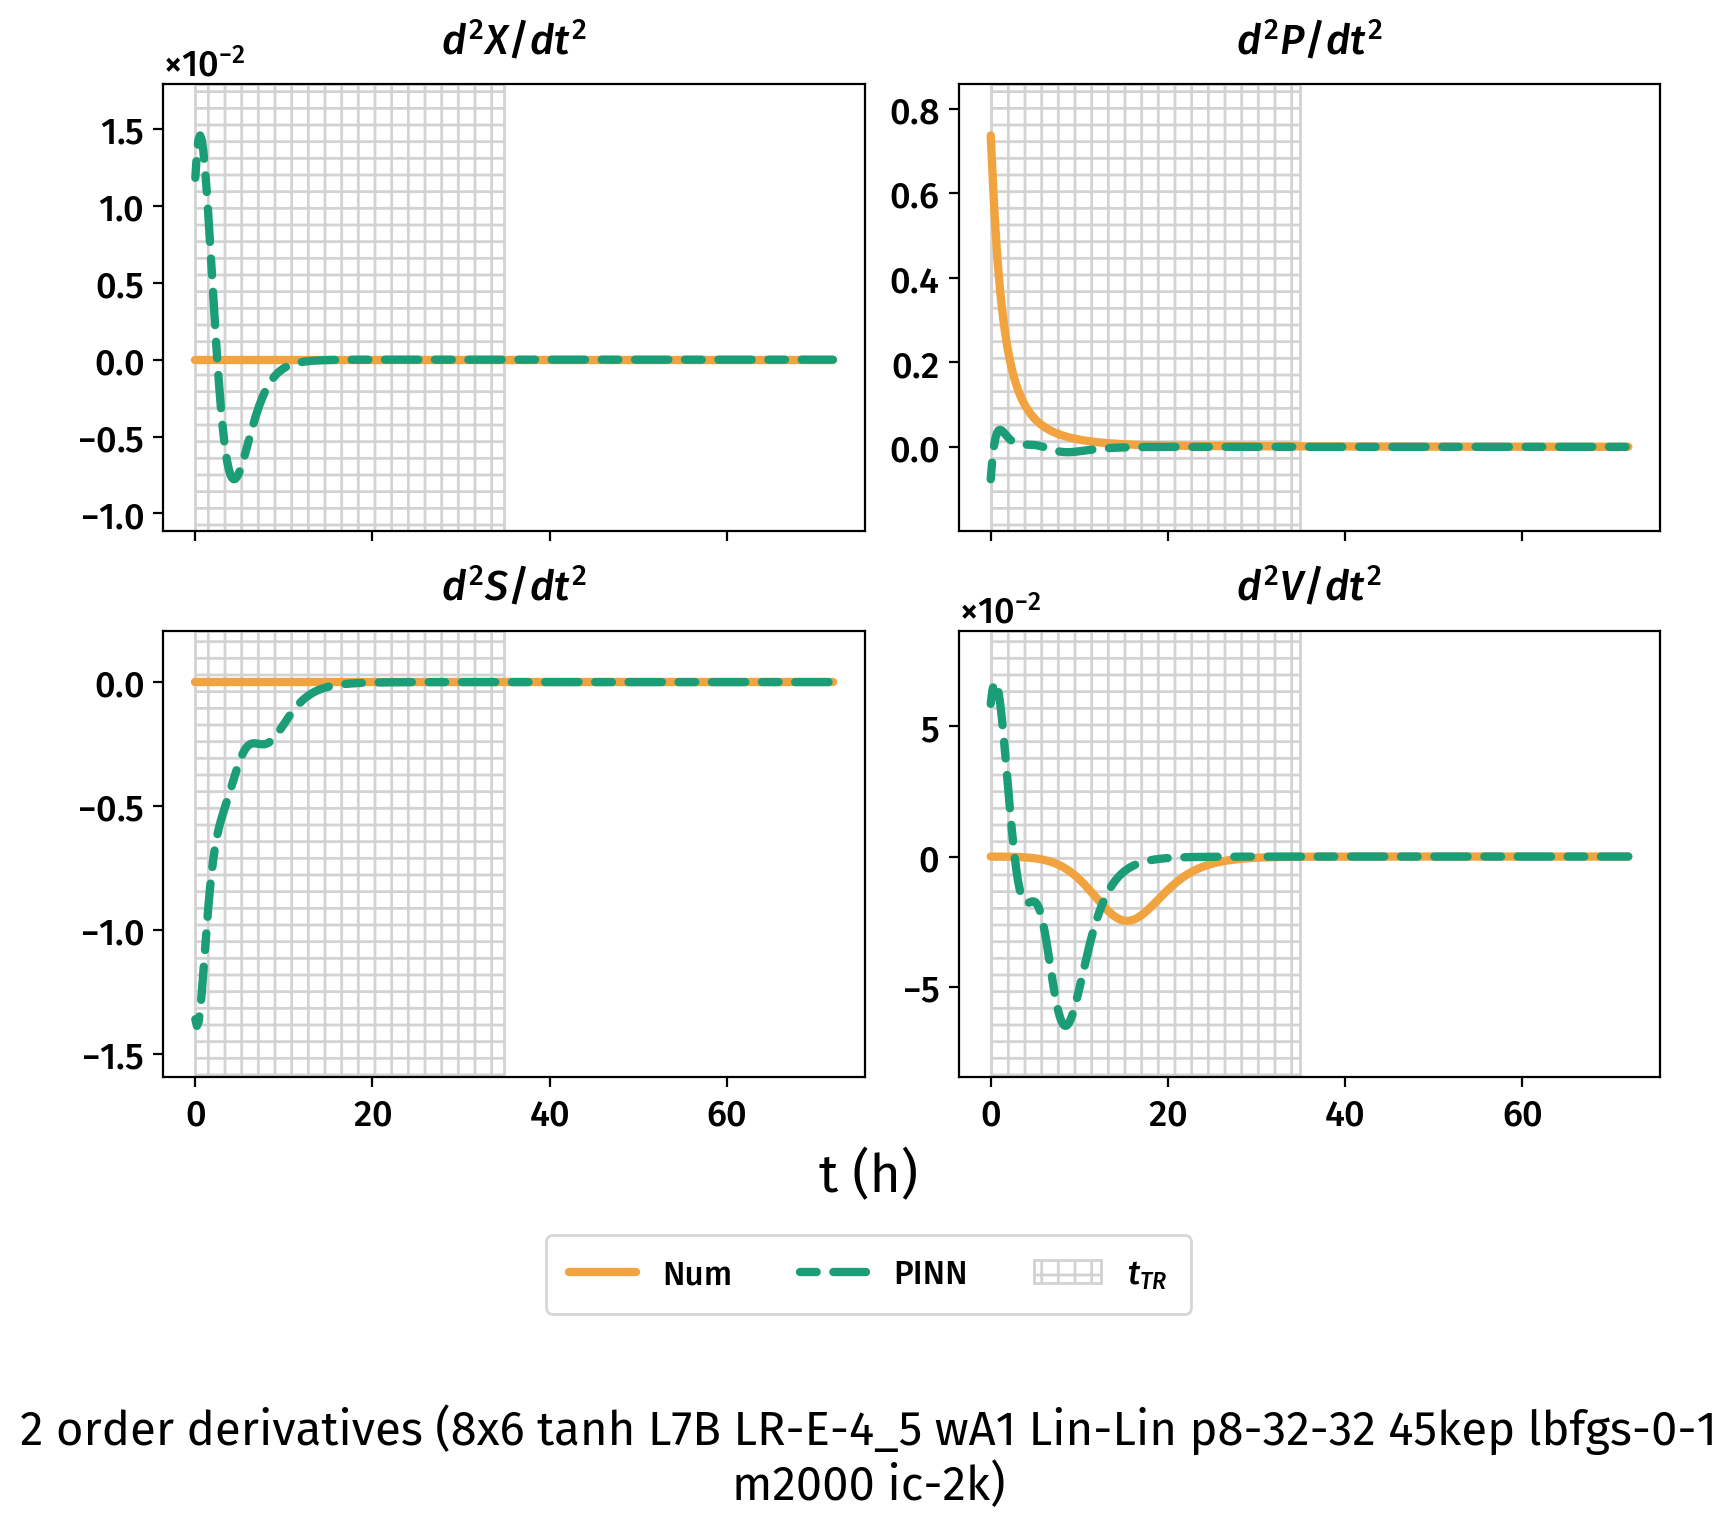 d²X/dt²
×10⁻²
1.5
1.0
0.5
0.0
−0.5
−1.0
d²P/dt²
0.8
0.6
0.4
0.2
0.0
d²S/dt²
0.0
−0.5
−1.0
−1.5
0 20 40 60
d²V/dt²
×10⁻²
5
0
−5
0 20 40 60
t (h)
Num PINN t_TR
2 order derivatives (8x6 tanh L7B LR-E-4_5 wA1 Lin-Lin p8-32-32 45kep lbfgs-0-1
m2000 ic-2k)